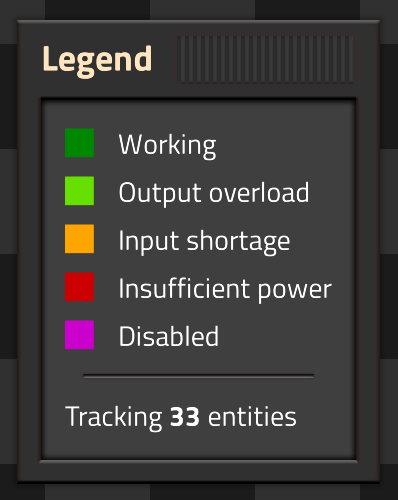 Legend
Working
Output overload
Input shortage
Insufficient power
Disabled
Tracking 33 entities